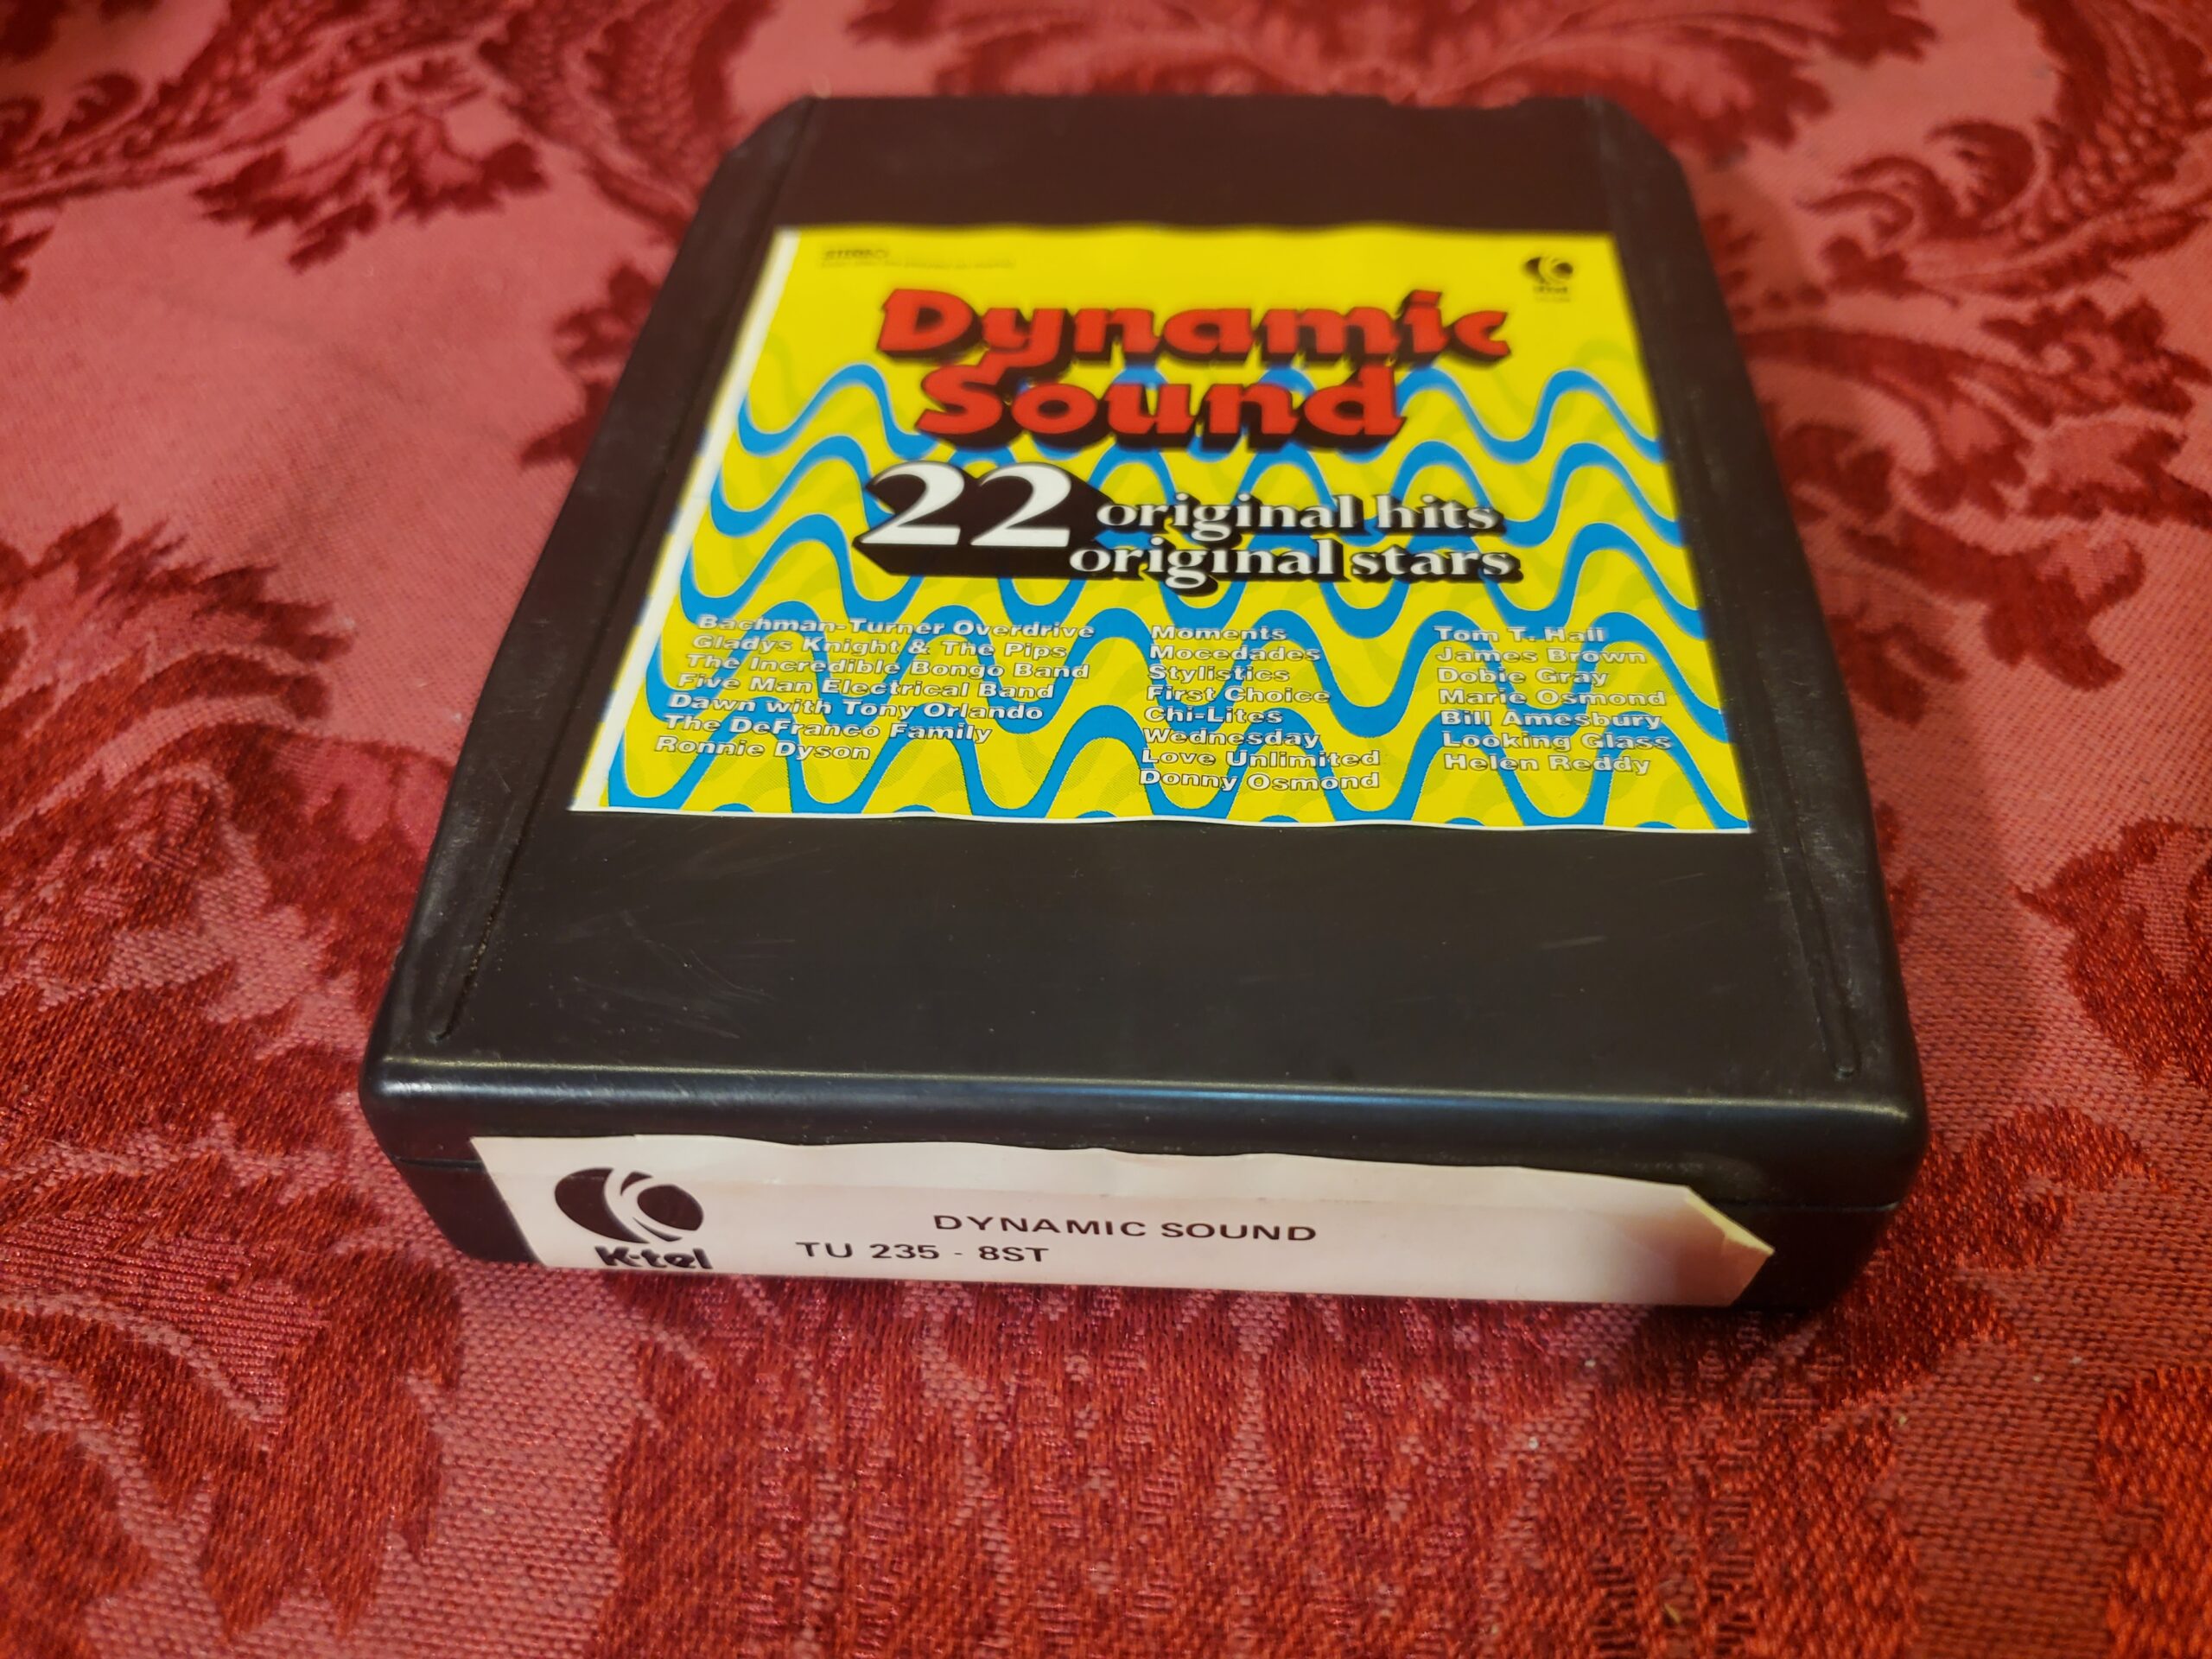 STEREO
K-tel
Dynamic
Sound
22 original hits
original stars
Bachman-Turner Overdrive
Gladys Knight & The Pips
The Incredible Bongo Band
Five Man Electrical Band
Dawn with Tony Orlando
The DeFranco Family
Ronnie Dyson
Moments
Mocedades
Stylistics
First Choice
Chi-Lites
Wednesday
Love Unlimited
Donny Osmond
Tom T. Hall
James Brown
Dobie Gray
Marie Osmond
Bill Amesbury
Looking Glass
Helen Reddy
K-tel
DYNAMIC SOUND
TU 235 - 8ST